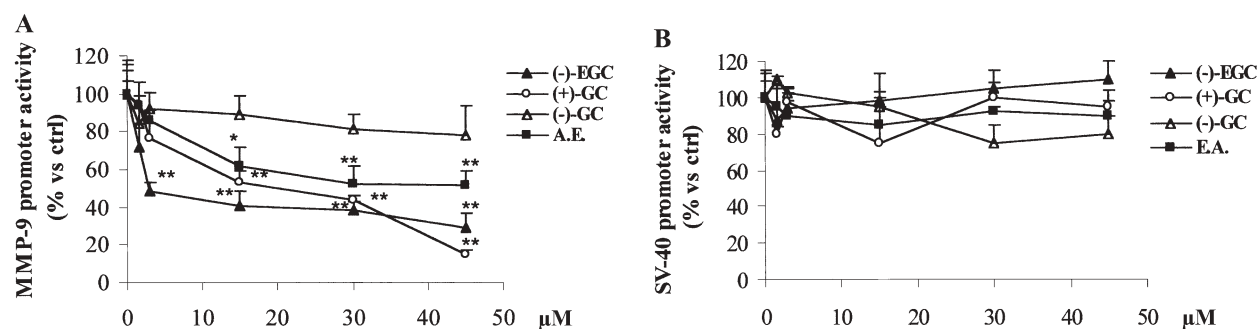 A
MMP-9 promoter activity
(% vs ctrl)
120
100
80
60
40
20
0
0 10 20 30 40 50 µM
* ** ** ** ** ** ** ** ** **
(-)-EGC
(+)-GC
(-)-GC
A.E.
B
SV-40 promoter activity
(% vs ctrl)
120
100
80
60
40
20
0
0 10 20 30 40 50 µM
(-)-EGC
(+)-GC
(-)-GC
E.A.